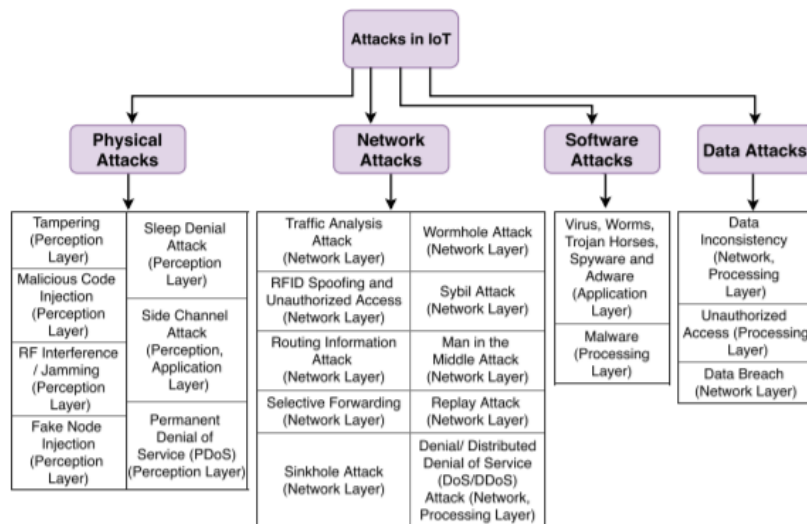 Attacks in IoT
Physical
Attacks
Network
Attacks
Software
Attacks
Data Attacks
Tampering
(Perception
Layer)
Malicious Code
Injection
(Perception
Layer)
RF Interference
/ Jamming
(Perception
Layer)
Fake Node
Injection
(Perception
Layer)
Sleep Denial
Attack
(Perception
Layer)
Side Channel
Attack
(Perception,
Application
Layer)
Permanent
Denial of
Service (PDoS)
(Perception Layer)
Traffic Analysis
Attack
(Network Layer)
RFID Spoofing and
Unauthorized Access
(Network Layer)
Routing Information
Attack
(Network Layer)
Selective Forwarding
(Network Layer)
Sinkhole Attack
(Network Layer)
Wormhole Attack
(Network Layer)
Sybil Attack
(Network Layer)
Man in the
Middle Attack
(Network Layer)
Replay Attack
(Network Layer)
Denial/ Distributed
Denial of Service
(DoS/DDoS)
Attack (Network,
Processing Layer)
Virus, Worms,
Trojan Horses,
Spyware and
Adware
(Application
Layer)
Malware
(Processing
Layer)
Data
Inconsistency
(Network,
Processing
Layer)
Unauthorized
Access (Processing
Layer)
Data Breach
(Network Layer)